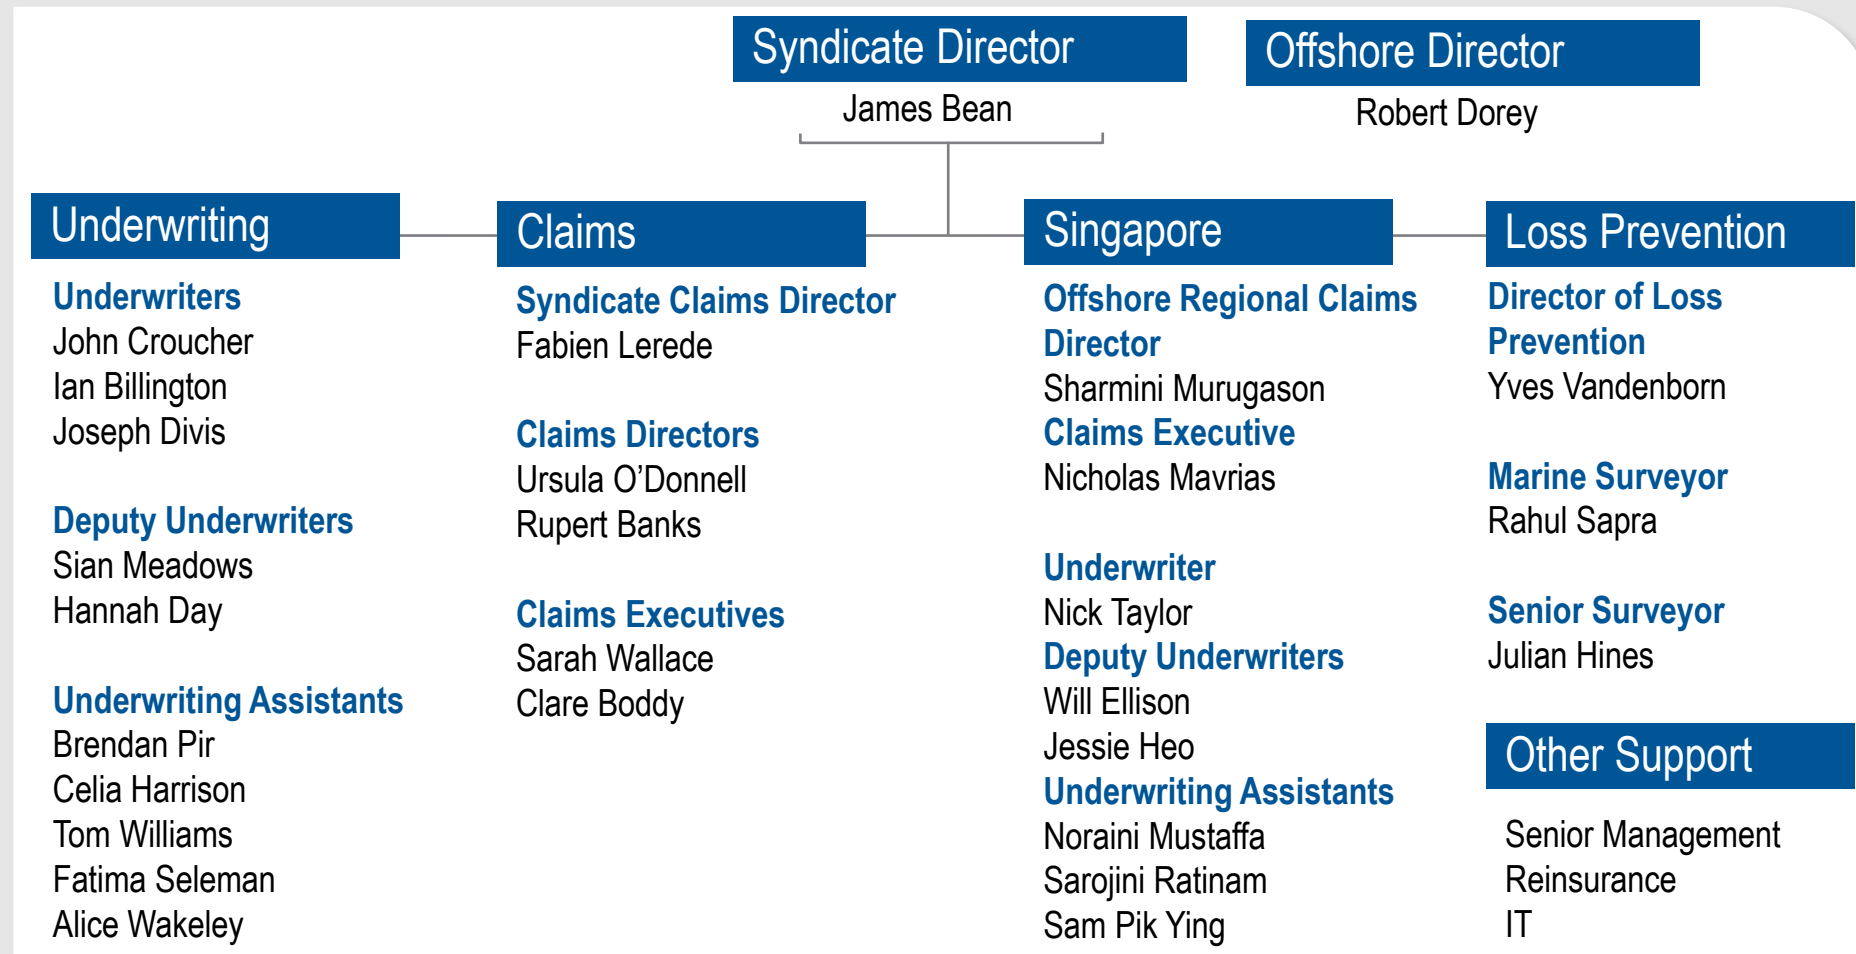 Syndicate Director
James Bean
Offshore Director
Robert Dorey
Underwriting
Underwriters
John Croucher
Ian Billington
Joseph Divis
Deputy Underwriters
Sian Meadows
Hannah Day
Underwriting Assistants
Brendan Pir
Celia Harrison
Tom Williams
Fatima Seleman
Alice Wakeley
Claims
Syndicate Claims Director
Fabien Lerede
Claims Directors
Ursula O’Donnell
Rupert Banks
Claims Executives
Sarah Wallace
Clare Boddy
Singapore
Offshore Regional Claims
Director
Sharmini Murugason
Claims Executive
Nicholas Mavrias
Underwriter
Nick Taylor
Deputy Underwriters
Will Ellison
Jessie Heo
Underwriting Assistants
Noraini Mustaffa
Sarojini Ratinam
Sam Pik Ying
Loss Prevention
Director of Loss
Prevention
Yves Vandenborn
Marine Surveyor
Rahul Sapra
Senior Surveyor
Julian Hines
Other Support
Senior Management
Reinsurance
IT